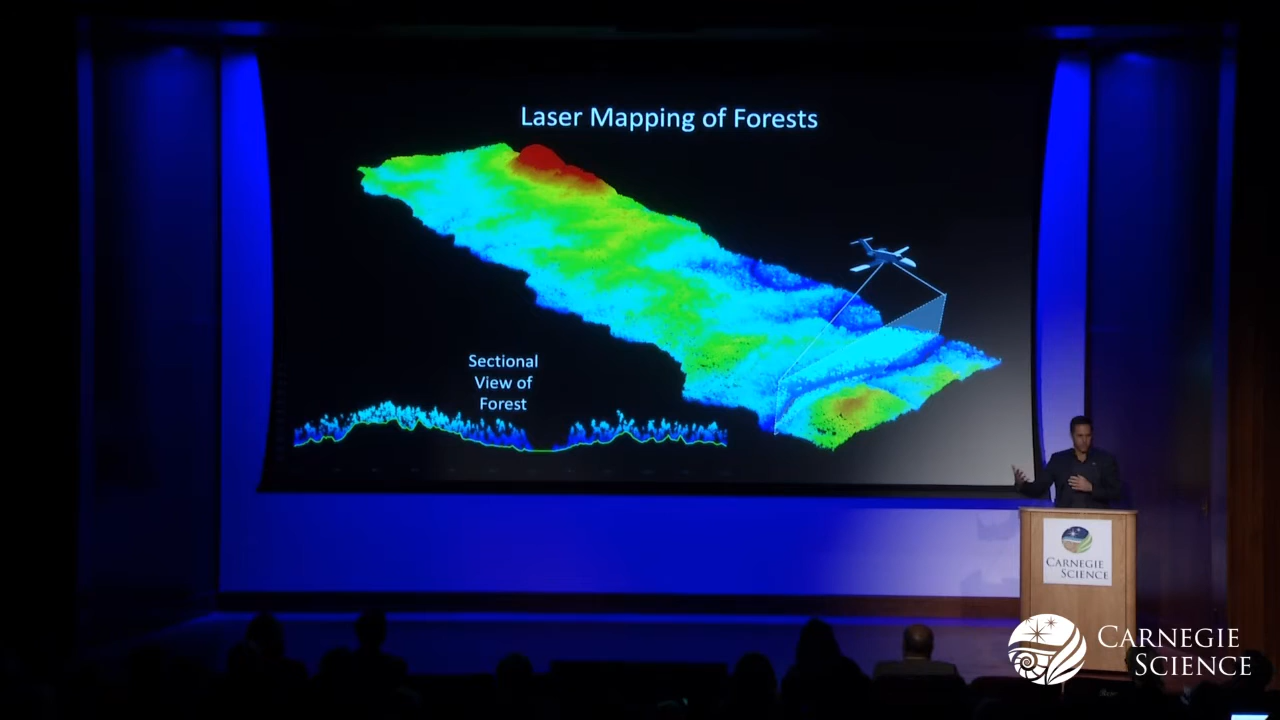 Laser Mapping of Forests
Sectional
View of
Forest
CARNEGIE
SCIENCE
CARNEGIE
SCIENCE